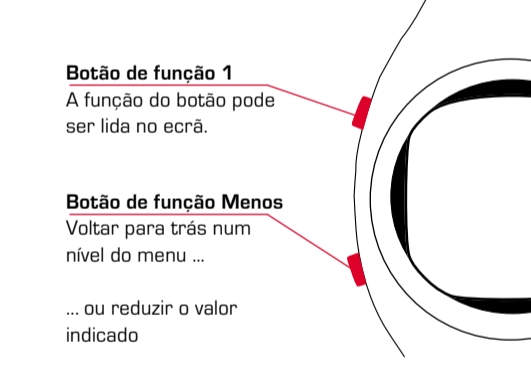 Botão de função 1
A função do botão pode
ser lida no ecrã.
Botão de função Menos
Voltar para trás num
nível do menu ...
... ou reduzir o valor
indicado